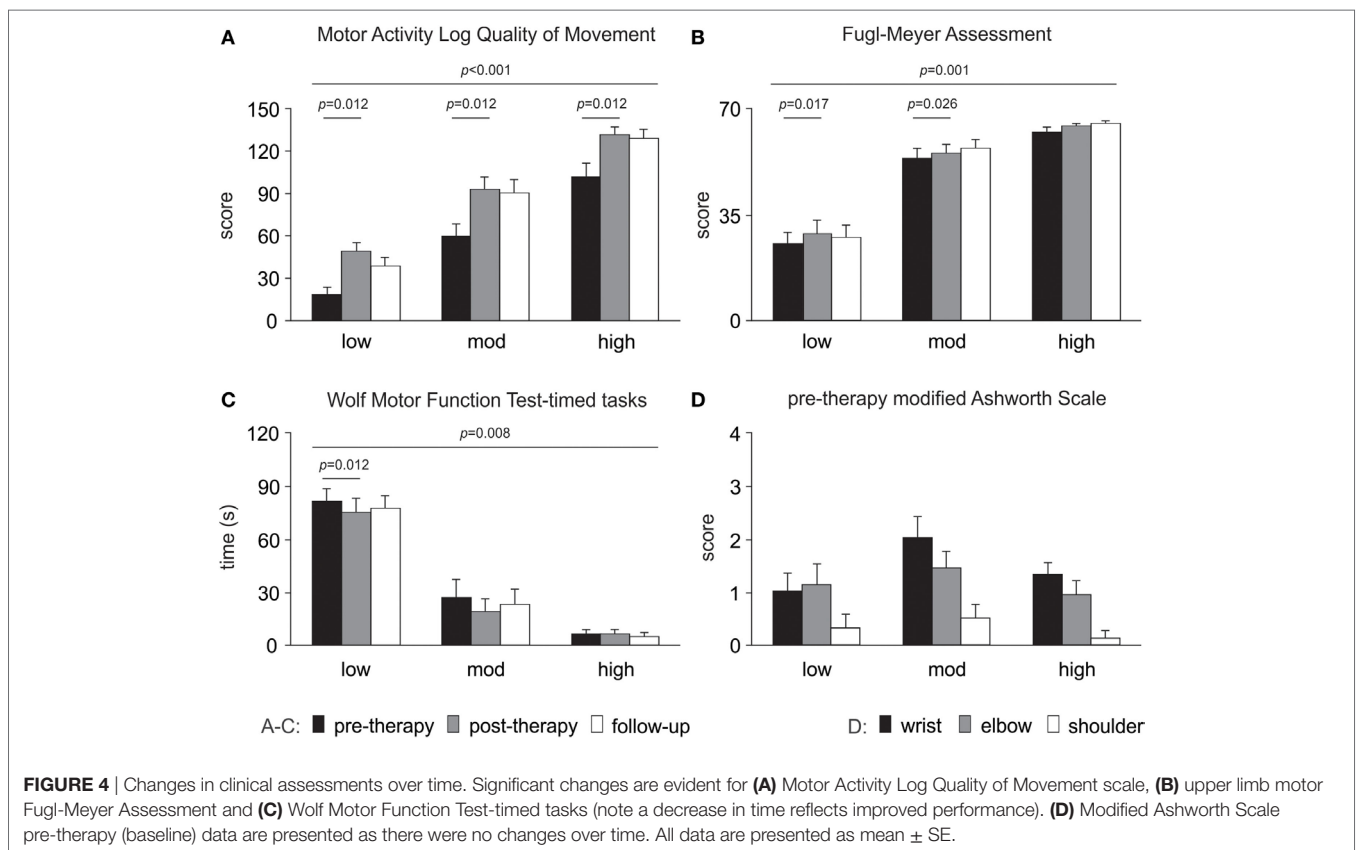 A Motor Activity Log Quality of Movement
p<0.001
p=0.012 p=0.012 p=0.012
150
120
90
60
30
0
score
low mod high
B Fugl-Meyer Assessment
p=0.001
p=0.017 p=0.026
70
35
0
score
low mod high
C Wolf Motor Function Test-timed tasks
p=0.008
p=0.012
120
90
60
30
0
time (s)
low mod high
D pre-therapy modified Ashworth Scale
4
3
2
1
0
score
low mod high
A-C: pre-therapy post-therapy follow-up
D: wrist elbow shoulder
FIGURE 4 | Changes in clinical assessments over time. Significant changes are evident for (A) Motor Activity Log Quality of Movement scale, (B) upper limb motor
Fugl-Meyer Assessment and (C) Wolf Motor Function Test-timed tasks (note a decrease in time reflects improved performance). (D) Modified Ashworth Scale
pre-therapy (baseline) data are presented as there were no changes over time. All data are presented as mean ± SE.